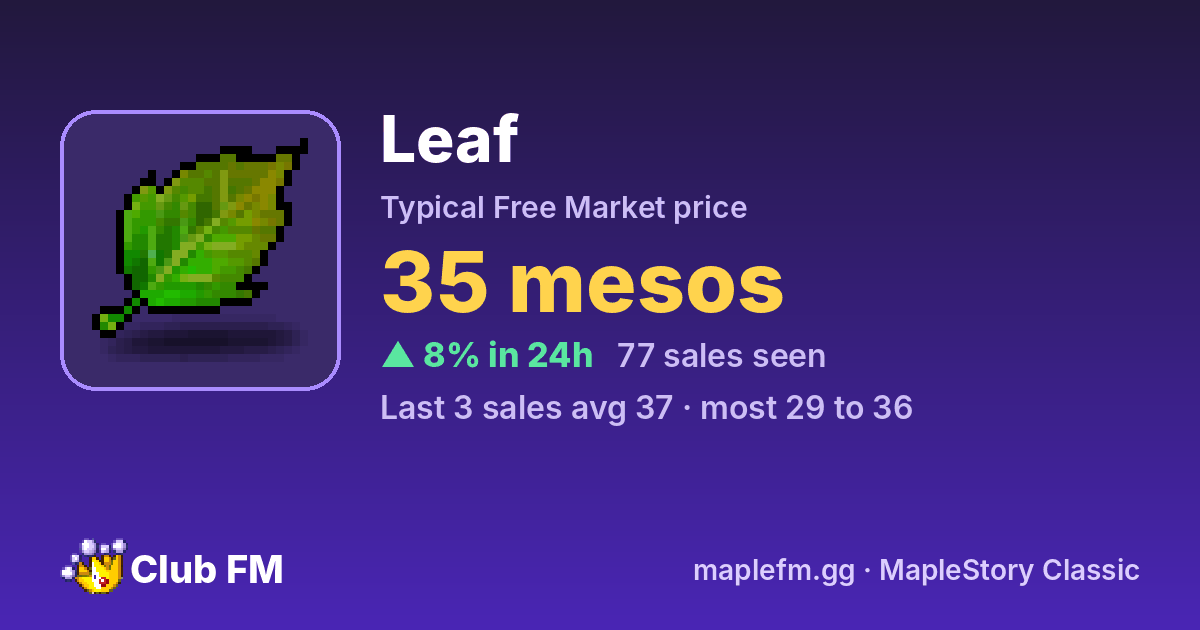 Leaf
Typical Free Market price
35 mesos
▲ 8% in 24h 77 sales seen
Last 3 sales avg 37 · most 29 to 36
Club FM
maplefm.gg · MapleStory Classic